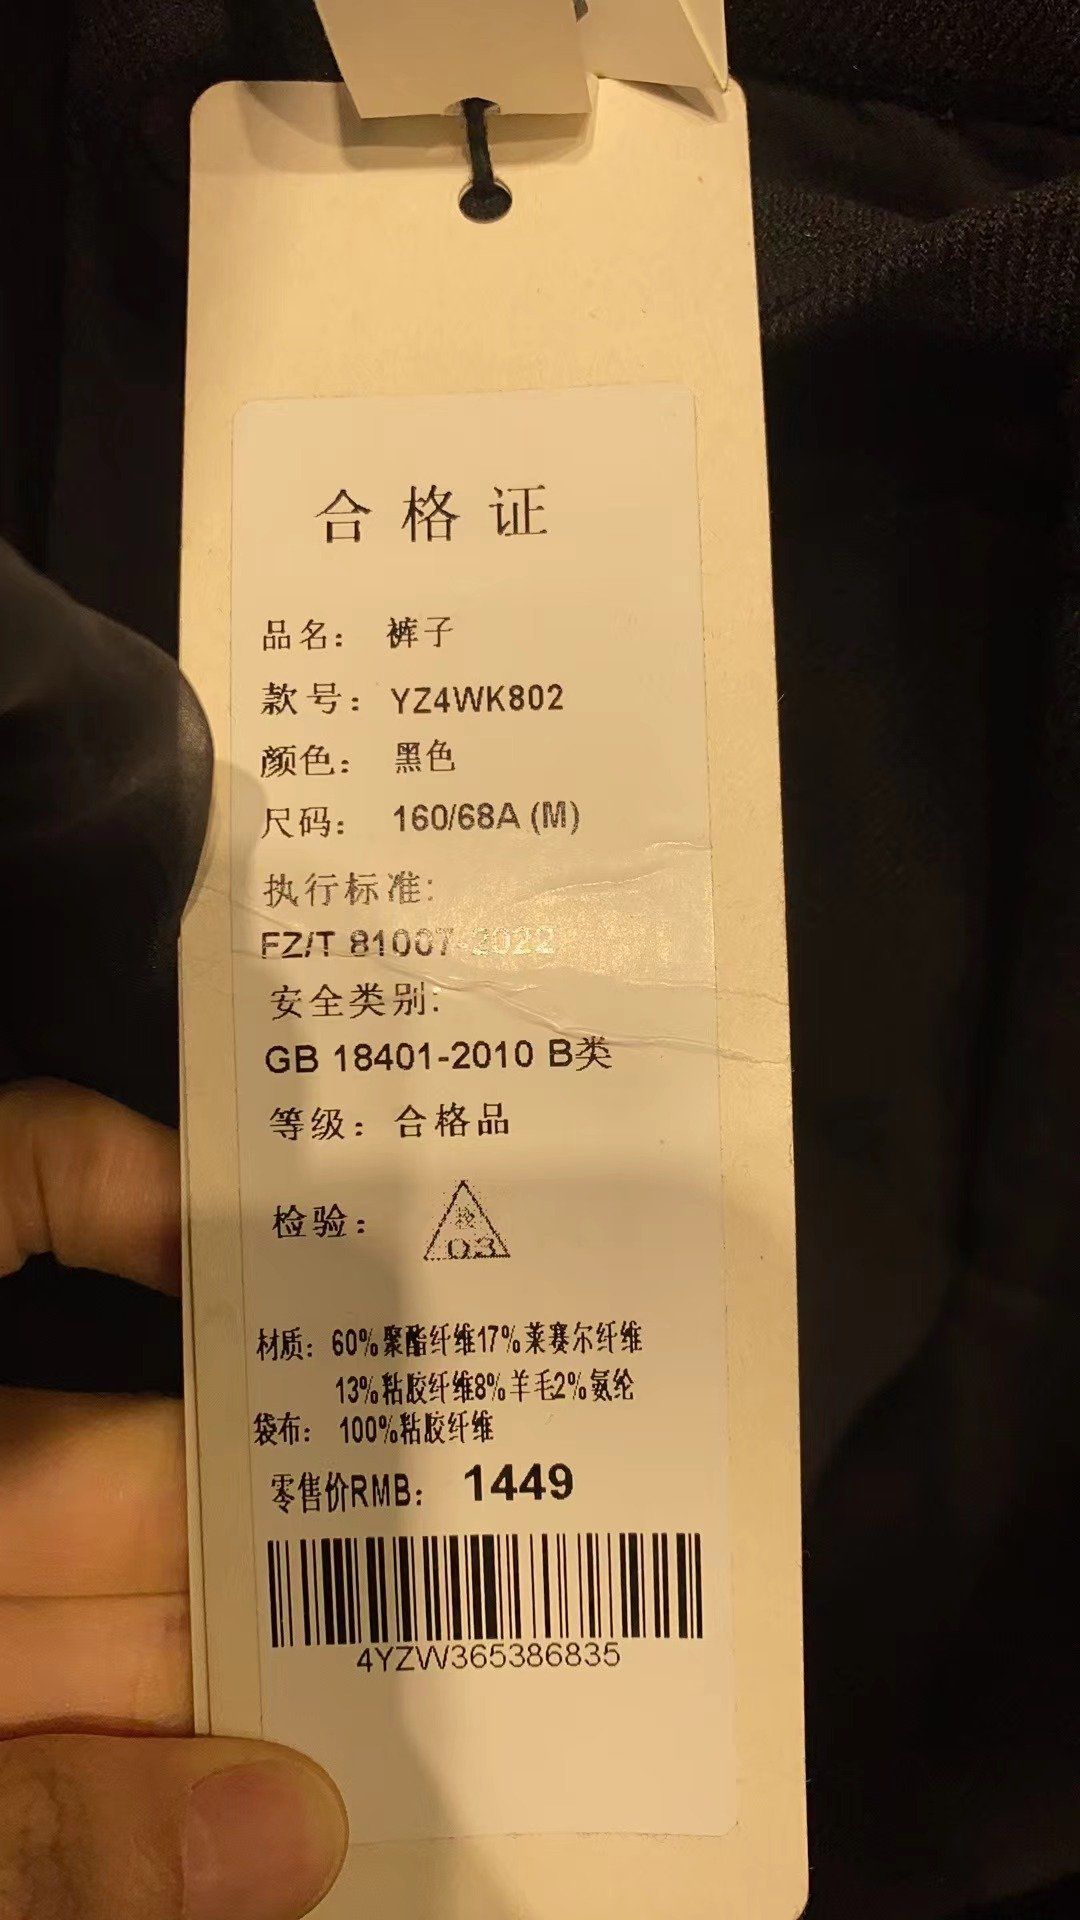 合格证
品名： 裤子
款号： YZ4WK802
颜色： 黑色
尺码： 160/68A (M)
执行标准:
FZ/T 81007-2022
安全类别:
GB 18401-2010 B类
等级： 合格品
检验： 检
03
材质： 60%聚酯纤维17%莱赛尔纤维
13%粘胶纤维8%羊毛2%氨纶
袋布： 100%粘胶纤维
零售价RMB： 1449
4YZW365386835